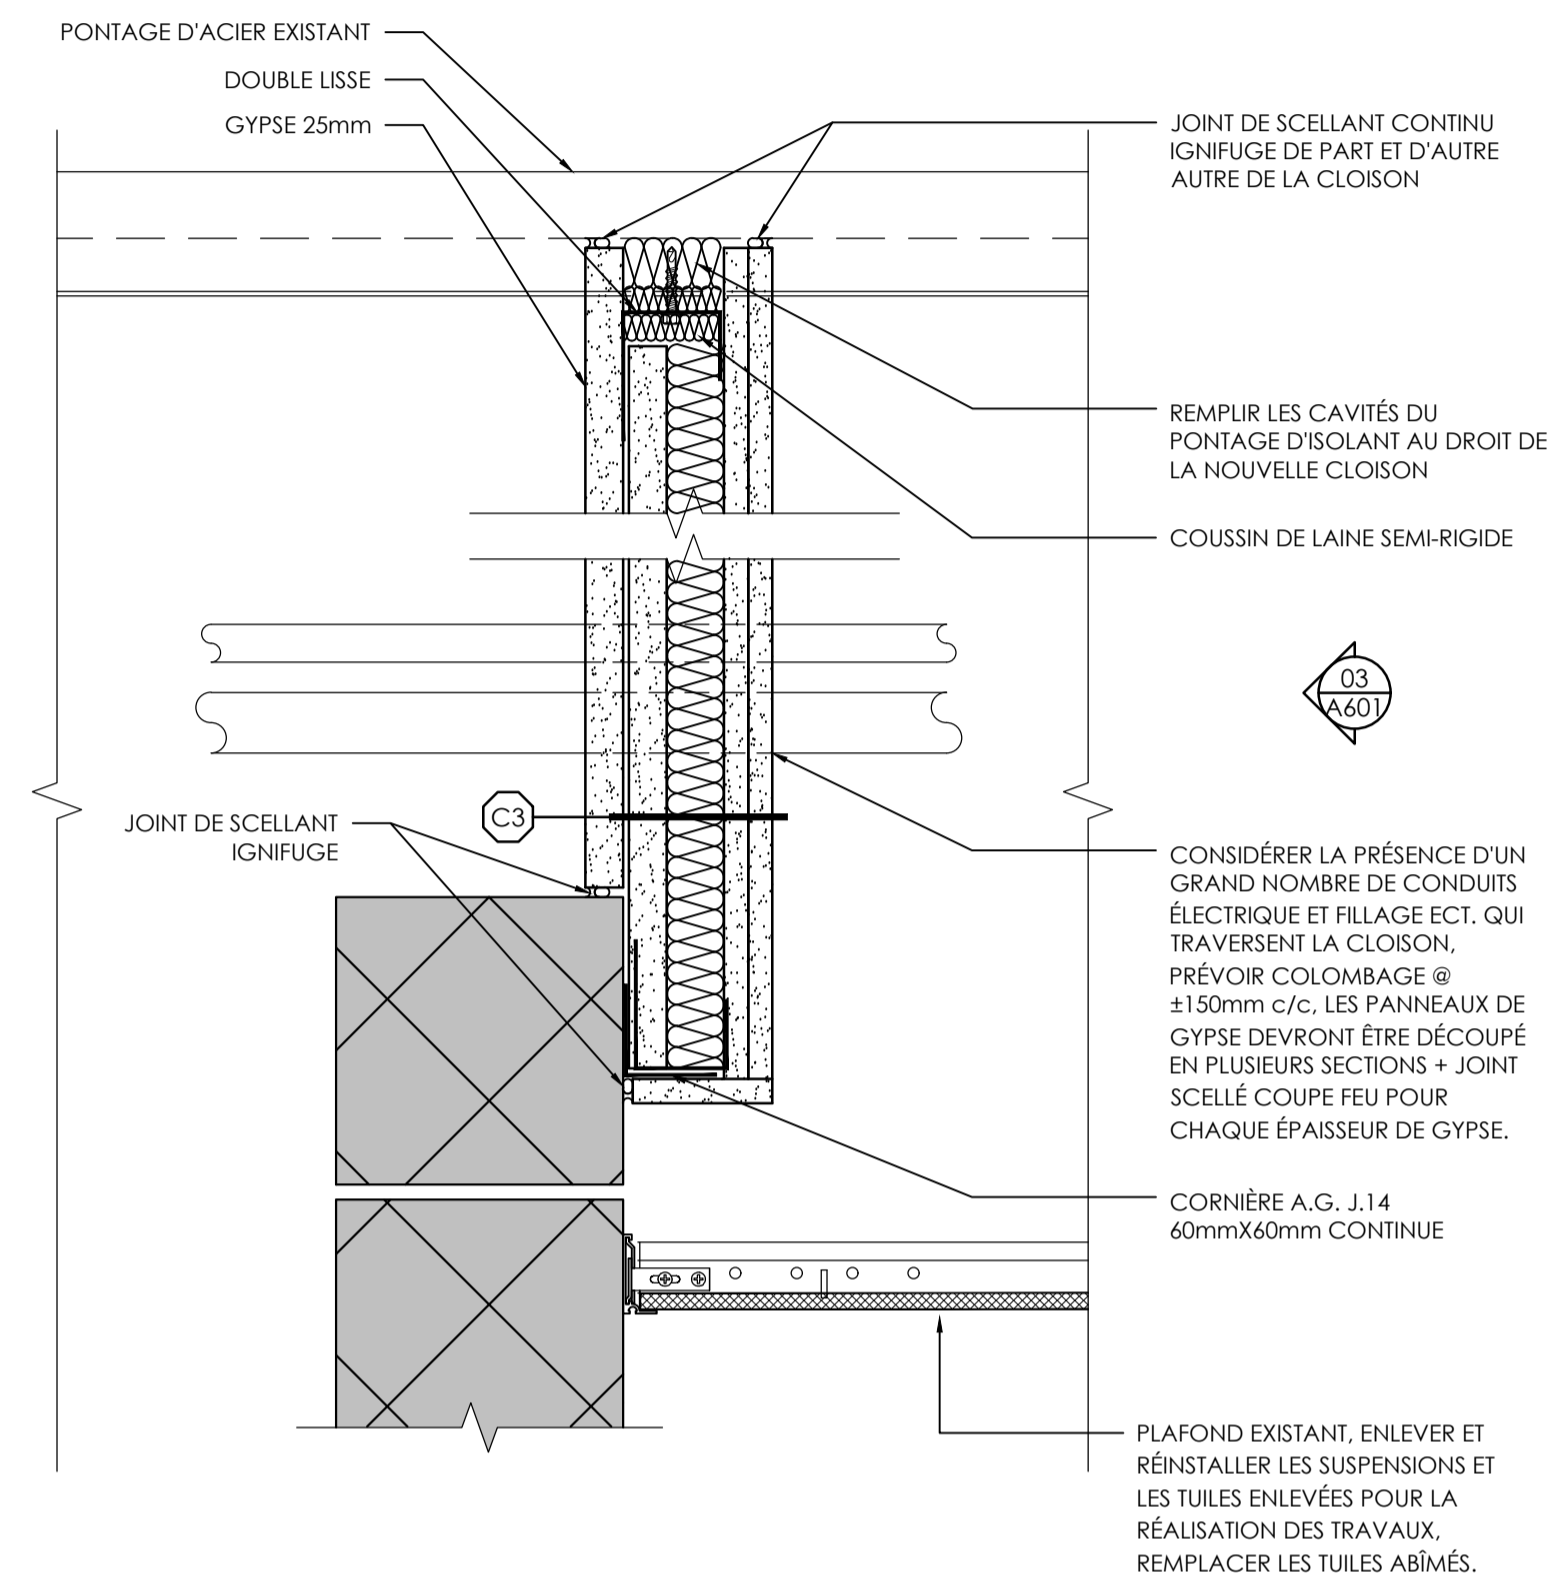 PONTAGE D'ACIER EXISTANT
DOUBLE LISSE
GYPSE 25mm
JOINT DE SCELLANT CONTINU
IGNIFUGE DE PART ET D'AUTRE
AUTRE DE LA CLOISON
REMPLIR LES CAVITÉS DU
PONTAGE D'ISOLANT AU DROIT DE
LA NOUVELLE CLOISON
COUSSIN DE LAINE SEMI-RIGIDE
03
A601
C3
JOINT DE SCELLANT
IGNIFUGE
CONSIDÉRER LA PRÉSENCE D'UN
GRAND NOMBRE DE CONDUITS
ÉLECTRIQUE ET FILLAGE ECT. QUI
TRAVERSENT LA CLOISON,
PRÉVOIR COLOMBAGE @
±150mm c/c, LES PANNEAUX DE
GYPSE DEVRONT ÊTRE DÉCOUPÉ
EN PLUSIEURS SECTIONS + JOINT
SCELLÉ COUPE FEU POUR
CHAQUE ÉPAISSEUR DE GYPSE.
CORNIÈRE A.G. J.14
60mmX60mm CONTINUE
PLAFOND EXISTANT, ENLEVER ET
RÉINSTALLER LES SUSPENSIONS ET
LES TUILES ENLEVÉES POUR LA
RÉALISATION DES TRAVAUX,
REMPLACER LES TUILES ABÎMÉS.